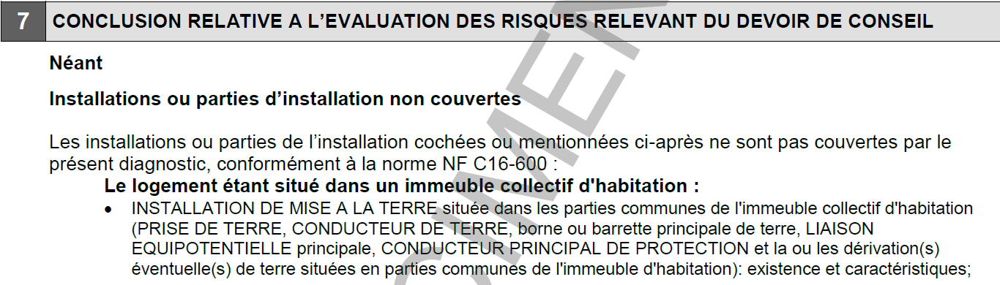 7 CONCLUSION RELATIVE A L’EVALUATION DES RISQUES RELEVANT DU DEVOIR DE CONSEIL
Néant
Installations ou parties d’installation non couvertes
Les installations ou parties de l’installation cochées ou mentionnées ci-après ne sont pas couvertes par le
présent diagnostic, conformément à la norme NF C16-600 :
Le logement étant situé dans un immeuble collectif d'habitation :
• INSTALLATION DE MISE A LA TERRE située dans les parties communes de l'immeuble collectif d'habitation
(PRISE DE TERRE, CONDUCTEUR DE TERRE, borne ou barrette principale de terre, LIAISON
EQUIPOTENTIELLE principale, CONDUCTEUR PRINCIPAL DE PROTECTION et la ou les dérivation(s)
éventuelle(s) de terre situées en parties communes de l'immeuble d'habitation): existence et caractéristiques;